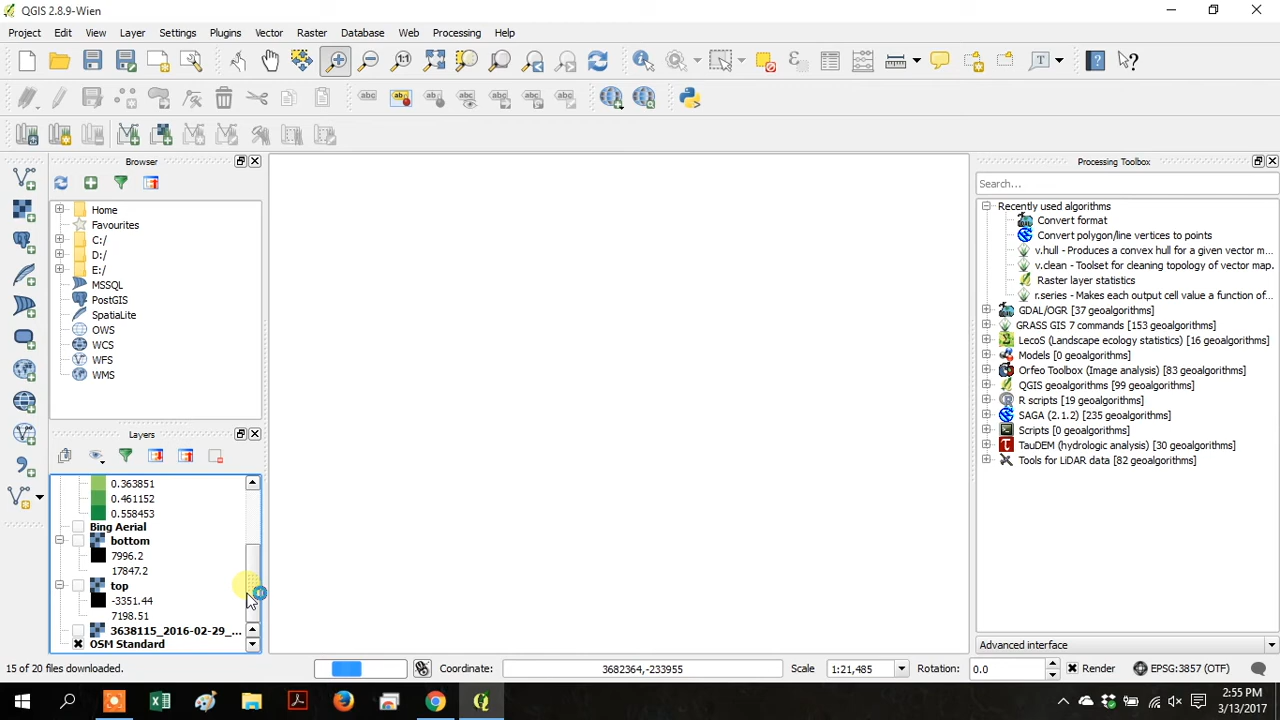 QGIS 2.8.9-Wien
Project Edit View Layer Settings Plugins Vector Raster Database Web Processing Help
Browser
Home
Favourites
C:/
D:/
E:/
MSSQL
PostGIS
SpatiaLite
OWS
WCS
WFS
WMS
Layers
0.363851
0.461152
0.558453
Bing Aerial
bottom
7996.2
17847.2
top
-3351.44
7198.51
3638115_2016-02-29_...
OSM Standard
Processing Toolbox
Search...
Recently used algorithms
Convert format
Convert polygon/line vertices to points
v.hull - Produces a convex hull for a given vector m...
v.clean - Toolset for cleaning topology of vector map.
Raster layer statistics
r.series - Makes each output cell value a function of...
GDAL/OGR [37 geoalgorithms]
GRASS GIS 7 commands [153 geoalgorithms]
LecoS (Landscape ecology statistics) [16 geoalgorithms]
Models [0 geoalgorithms]
Orfeo Toolbox (Image analysis) [83 geoalgorithms]
QGIS geoalgorithms [99 geoalgorithms]
R scripts [19 geoalgorithms]
SAGA (2.1.2) [235 geoalgorithms]
Scripts [0 geoalgorithms]
TauDEM (hydrologic analysis) [30 geoalgorithms]
Tools for LiDAR data [82 geoalgorithms]
Advanced interface
15 of 20 files downloaded. Coordinate: 3682364,-233955 Scale 1:21,485 Rotation: 0.0 Render EPSG:3857 (OTF)
2:55 PM
3/13/2017